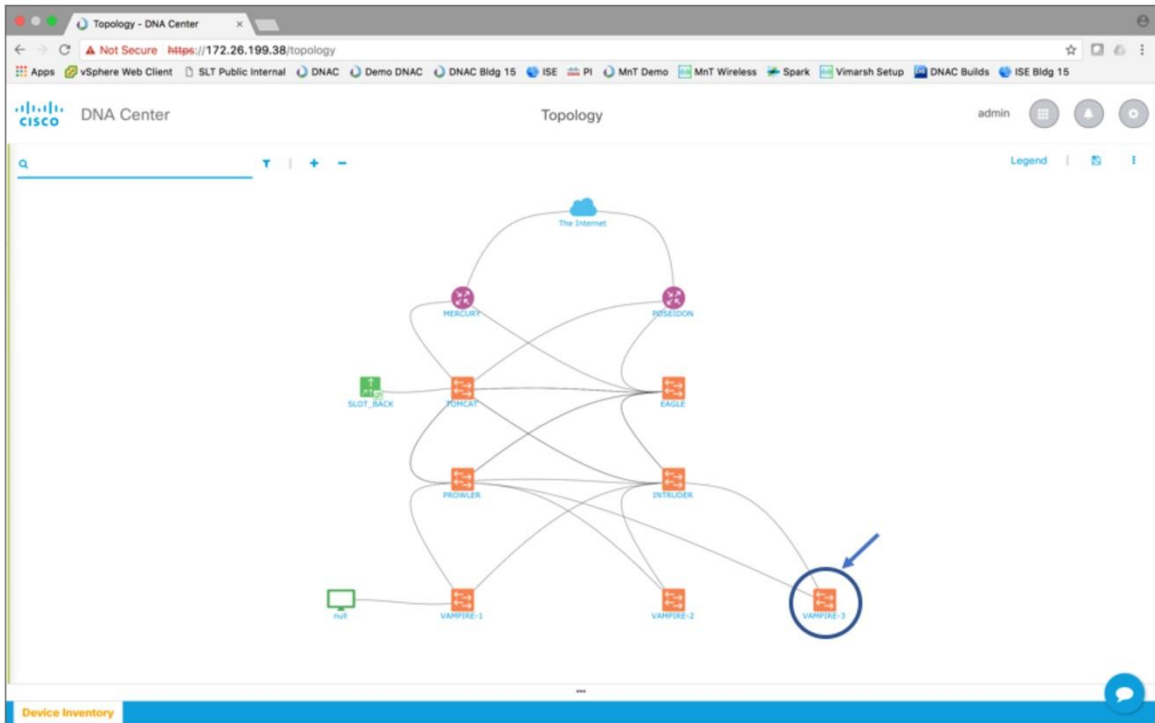 Topology - DNA Center
Not Secure https://172.26.199.38/topology
Apps vSphere Web Client SLT Public Internal DNAC Demo DNAC DNAC Bldg 15 ISE PI MnT Demo MnT Wireless Spark Vimarsh Setup DNAC Builds ISE Bldg 15
CISCO DNA Center Topology admin
Legend
The Internet
MERCURY POSEIDON
SLOT_BACK TOMCAT EAGLE
PROWLER INTRUDER
null VAMPIRE-1 VAMPIRE-2 VAMPIRE-3
Device Inventory